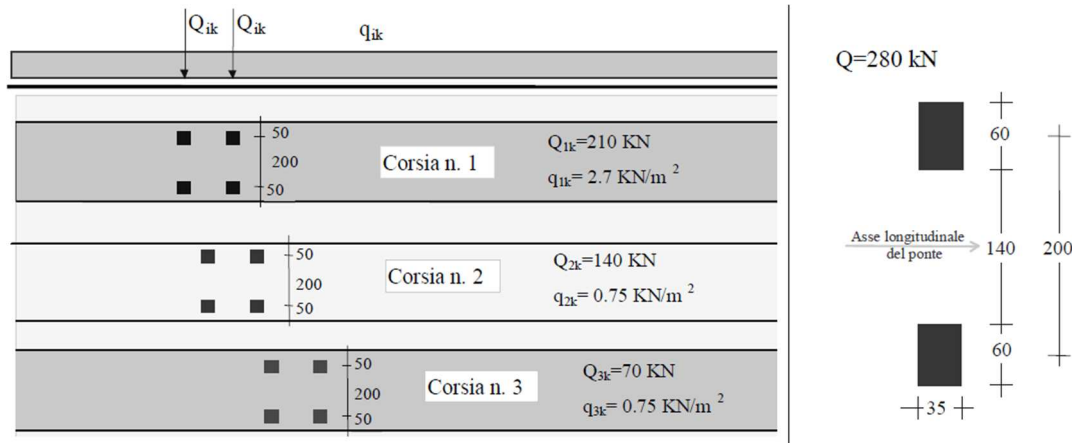 Qik Qik qik
50
200
50
Corsia n. 1
Q1k=210 KN
q1k= 2.7 KN/m 2
50
200
50
Corsia n. 2
Q2k=140 KN
q2k= 0.75 KN/m 2
50
200
50
Corsia n. 3
Q3k=70 KN
q3k= 0.75 KN/m 2
Q=280 kN
60
Asse longitudinale
del ponte
140
200
60
35